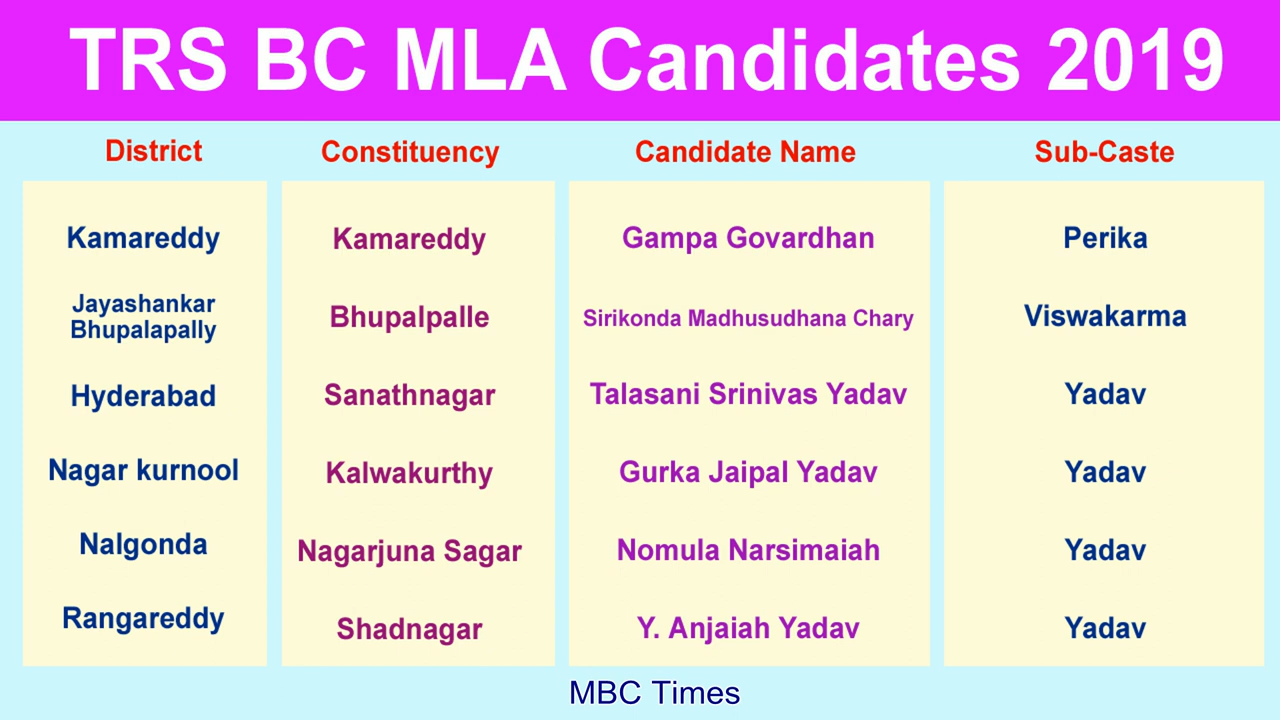 TRS BC MLA Candidates 2019
District Constituency Candidate Name Sub-Caste
Kamareddy Kamareddy Gampa Govardhan Perika
Jayashankar
Bhupalapally Bhupalpalle Sirikonda Madhusudhana Chary Viswakarma
Hyderabad Sanathnagar Talasani Srinivas Yadav Yadav
Nagar kurnool Kalwakurthy Gurka Jaipal Yadav Yadav
Nalgonda Nagarjuna Sagar Nomula Narsimaiah Yadav
Rangareddy Shadnagar Y. Anjaiah Yadav Yadav
MBC Times